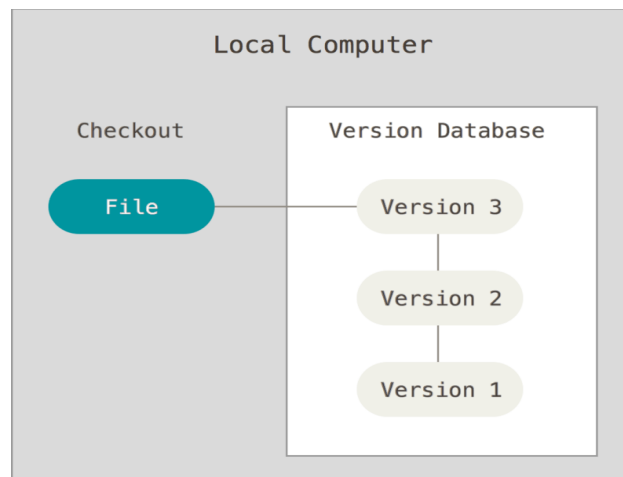 Local Computer
Checkout
Version Database
File
Version 3
Version 2
Version 1